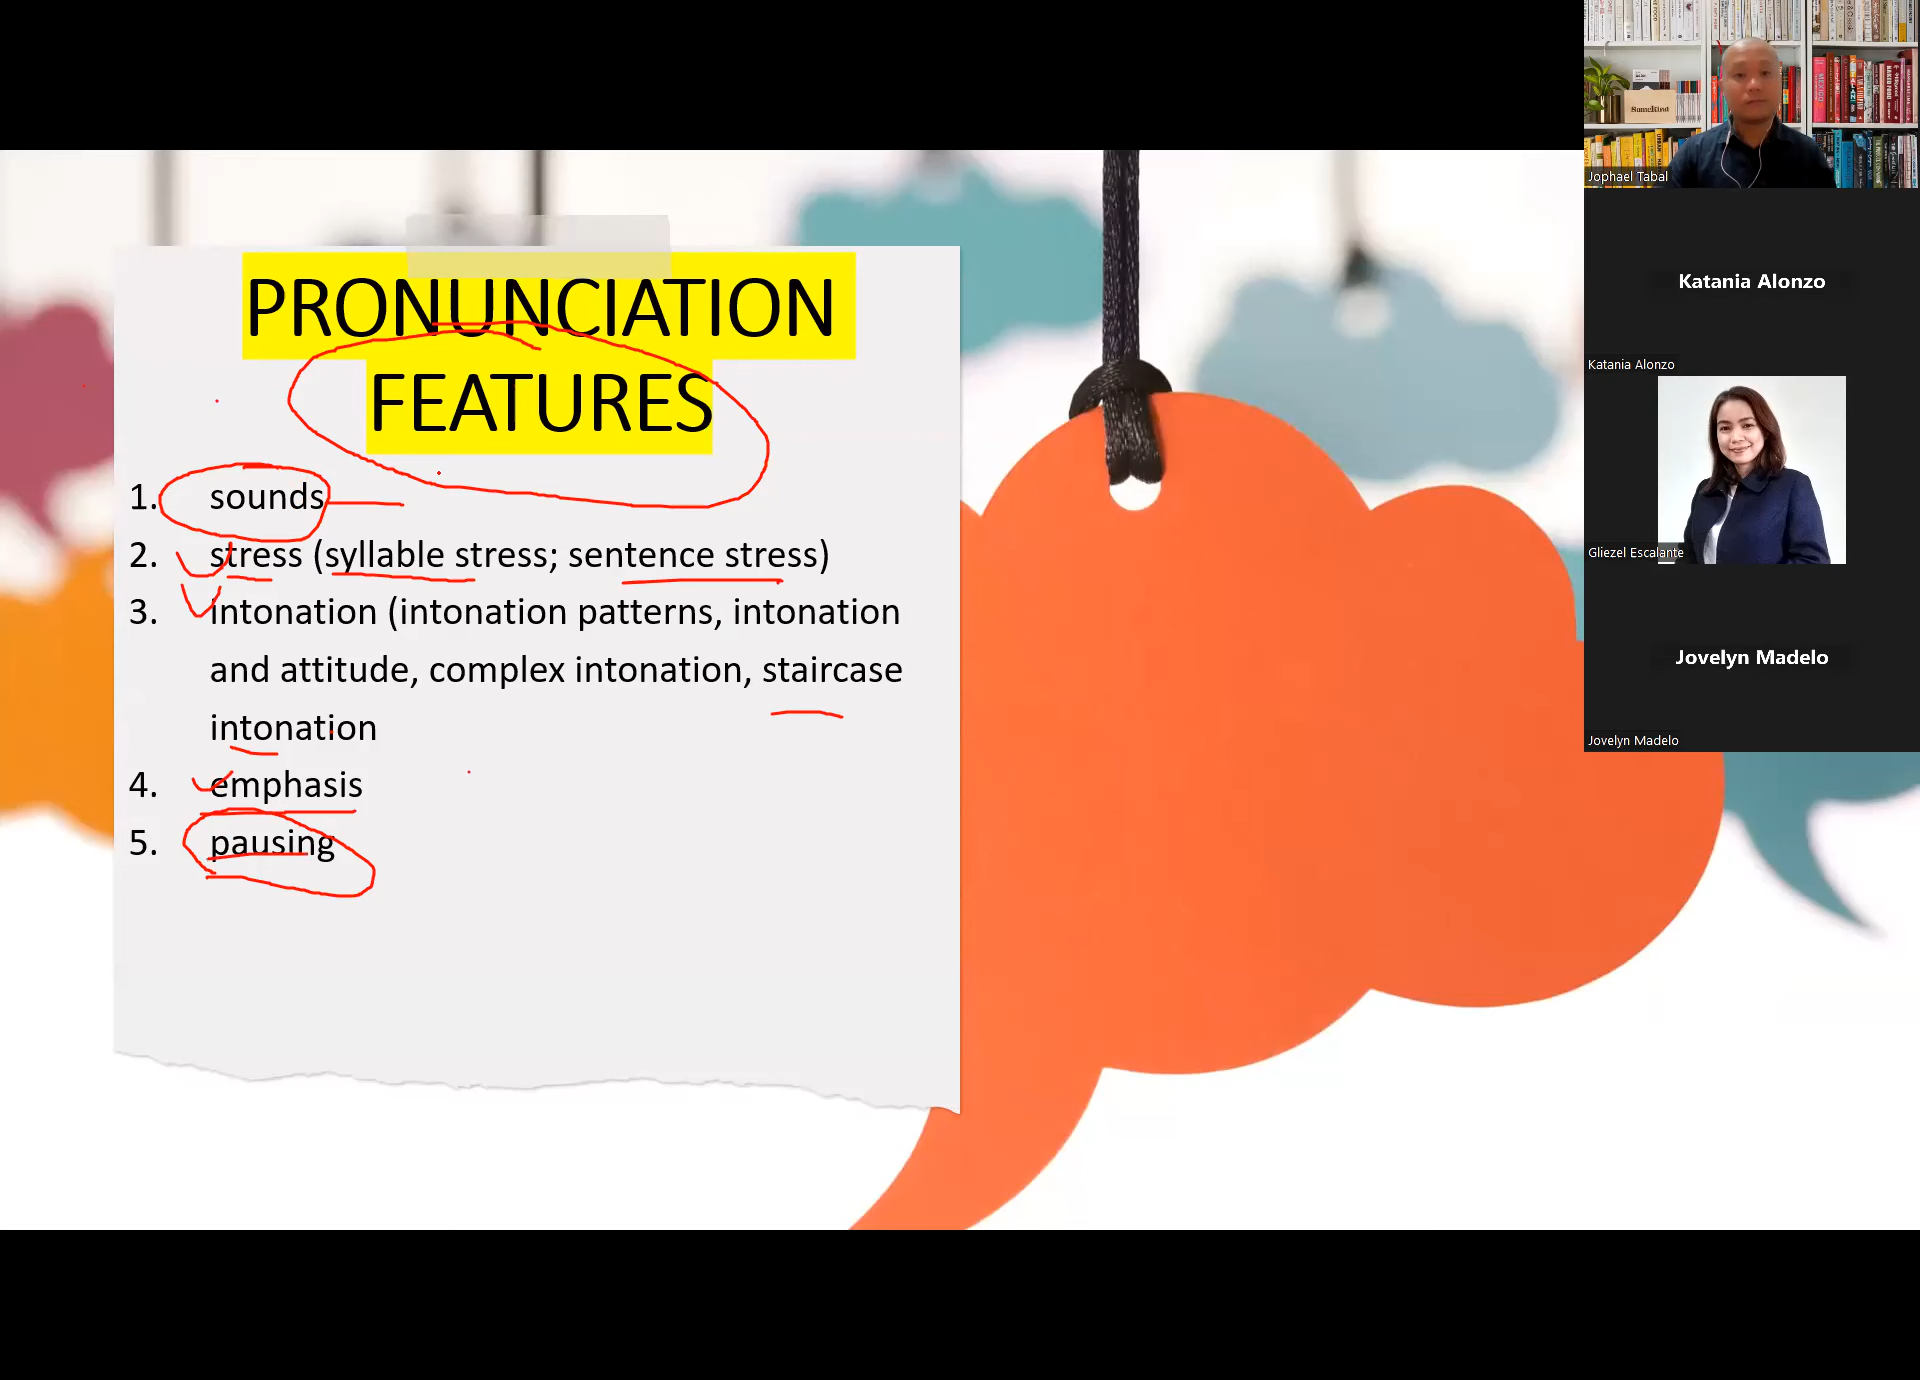 PRONUNCIATION
FEATURES
1. sounds
2. stress (syllable stress; sentence stress)
3. intonation (intonation patterns, intonation
and attitude, complex intonation, staircase
intonation
4. emphasis
5. pausing
SomeKind
Jophael Tabal
Katania Alonzo
Katania Alonzo
Gliezel Escalante
Jovelyn Madelo
Jovelyn Madelo